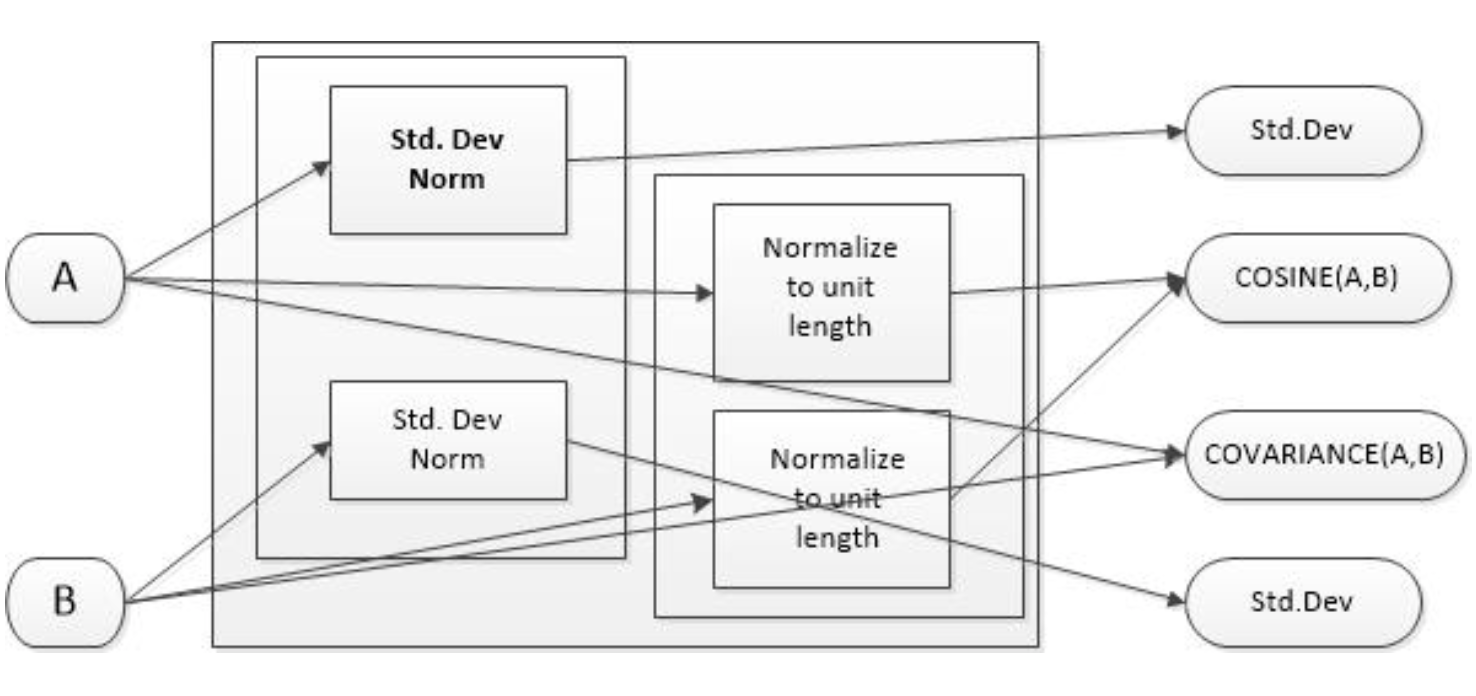 Std. Dev
Norm
Std.Dev
A
Normalize
to unit
length
COSINE(A,B)
Std. Dev
Norm
Normalize
to unit
length
COVARIANCE(A,B)
B
Std.Dev